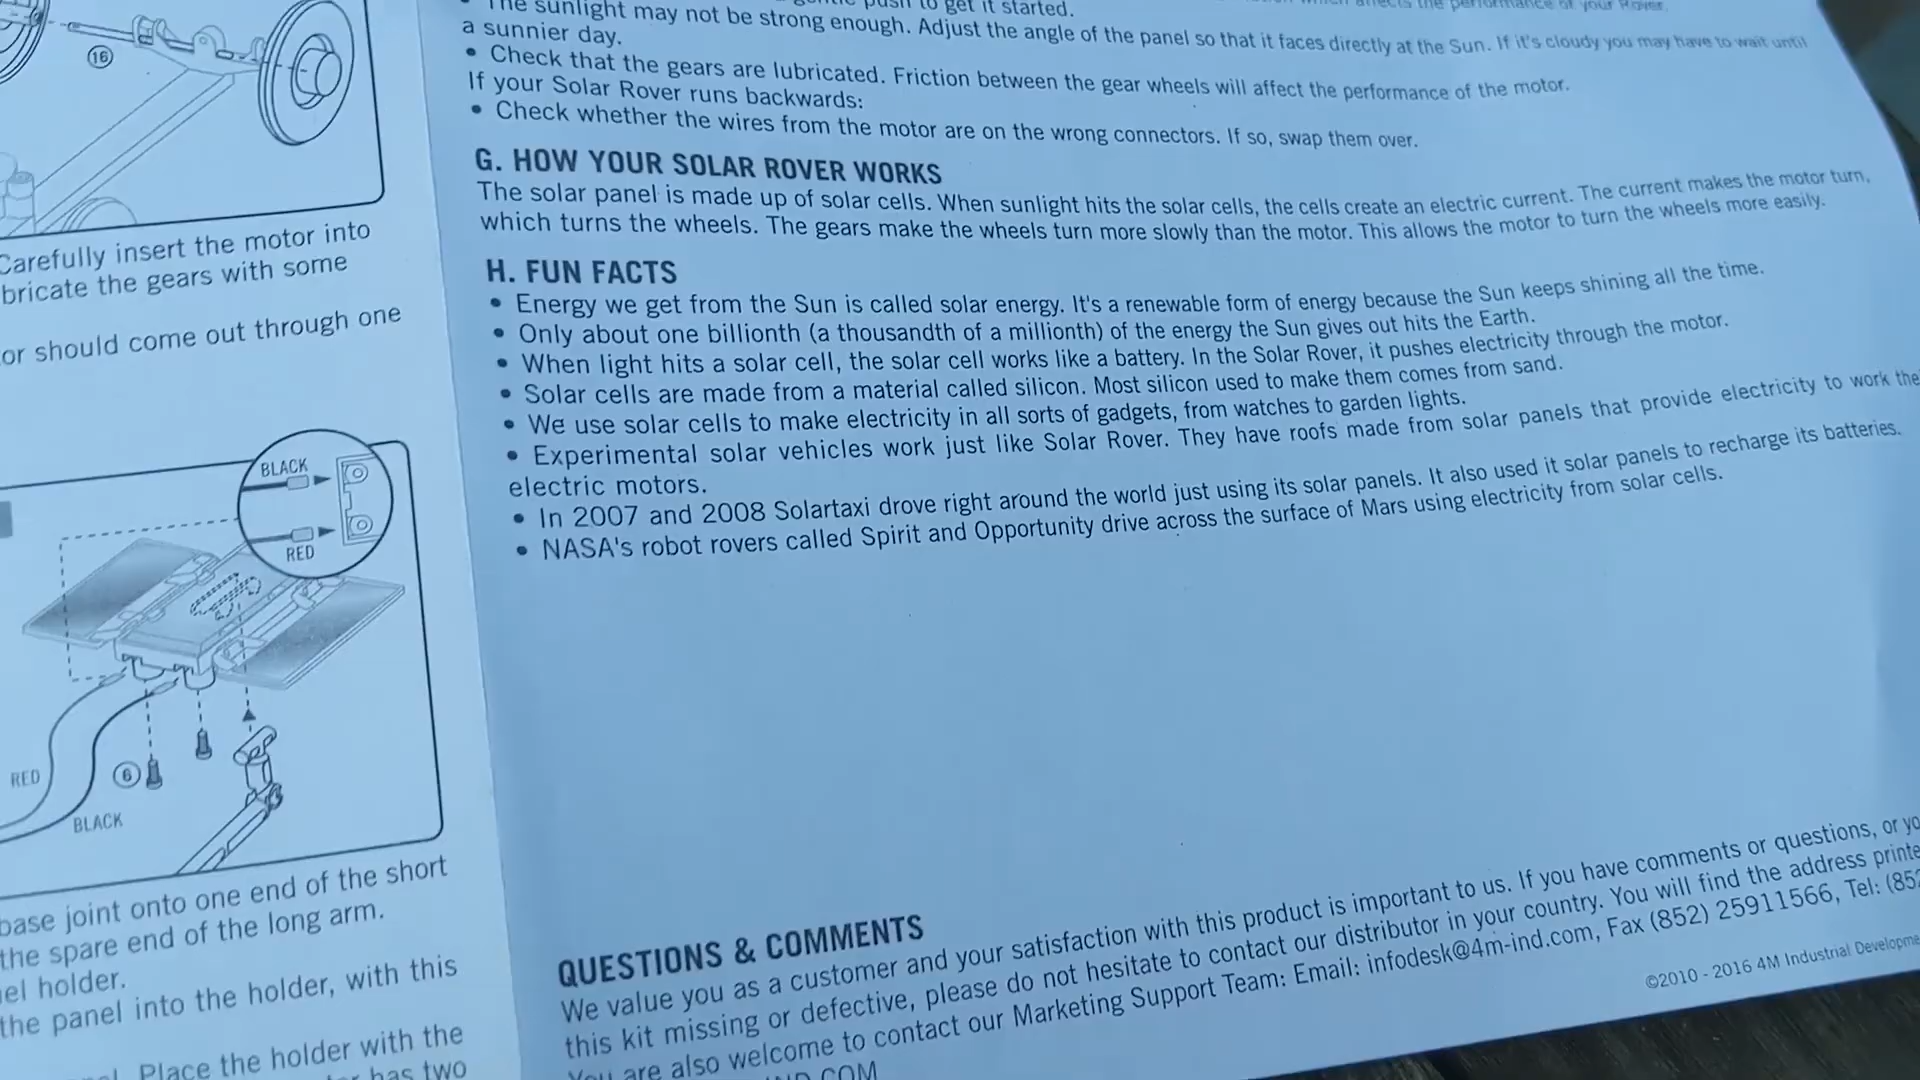 16
Carefully insert the motor into
bricate the gears with some
or should come out through one
BLACK
RED
RED
6
BLACK
base joint onto one end of the short
the spare end of the long arm.
el holder.
the panel into the holder, with this
Place the holder with the
has two
push to get it started.
the performance of your Rover.
The sunlight may not be strong enough. Adjust the angle of the panel so that it faces directly at the Sun. If it's cloudy you may have to wait until
a sunnier day.
• Check that the gears are lubricated. Friction between the gear wheels will affect the performance of the motor.
If your Solar Rover runs backwards:
• Check whether the wires from the motor are on the wrong connectors. If so, swap them over.
G. HOW YOUR SOLAR ROVER WORKS
The solar panel is made up of solar cells. When sunlight hits the solar cells, the cells create an electric current. The current makes the motor turn,
which turns the wheels. The gears make the wheels turn more slowly than the motor. This allows the motor to turn the wheels more easily.
H. FUN FACTS
• Energy we get from the Sun is called solar energy. It's a renewable form of energy because the Sun keeps shining all the time.
• Only about one billionth (a thousandth of a millionth) of the energy the Sun gives out hits the Earth.
• When light hits a solar cell, the solar cell works like a battery. In the Solar Rover, it pushes electricity through the motor.
• Solar cells are made from a material called silicon. Most silicon used to make them comes from sand.
• We use solar cells to make electricity in all sorts of gadgets, from watches to garden lights.
• Experimental solar vehicles work just like Solar Rover. They have roofs made from solar panels that provide electricity to work the
electric motors.
• In 2007 and 2008 Solartaxi drove right around the world just using its solar panels. It also used it solar panels to recharge its batteries.
• NASA's robot rovers called Spirit and Opportunity drive across the surface of Mars using electricity from solar cells.
QUESTIONS & COMMENTS
We value you as a customer and your satisfaction with this product is important to us. If you have comments or questions, or yo
this kit missing or defective, please do not hesitate to contact our distributor in your country. You will find the address printe
You are also welcome to contact our Marketing Support Team: Email: infodesk@4m-ind.com, Fax (852) 25911566, Tel: (852
ND.COM
©2010 - 2016 4M Industrial Developme